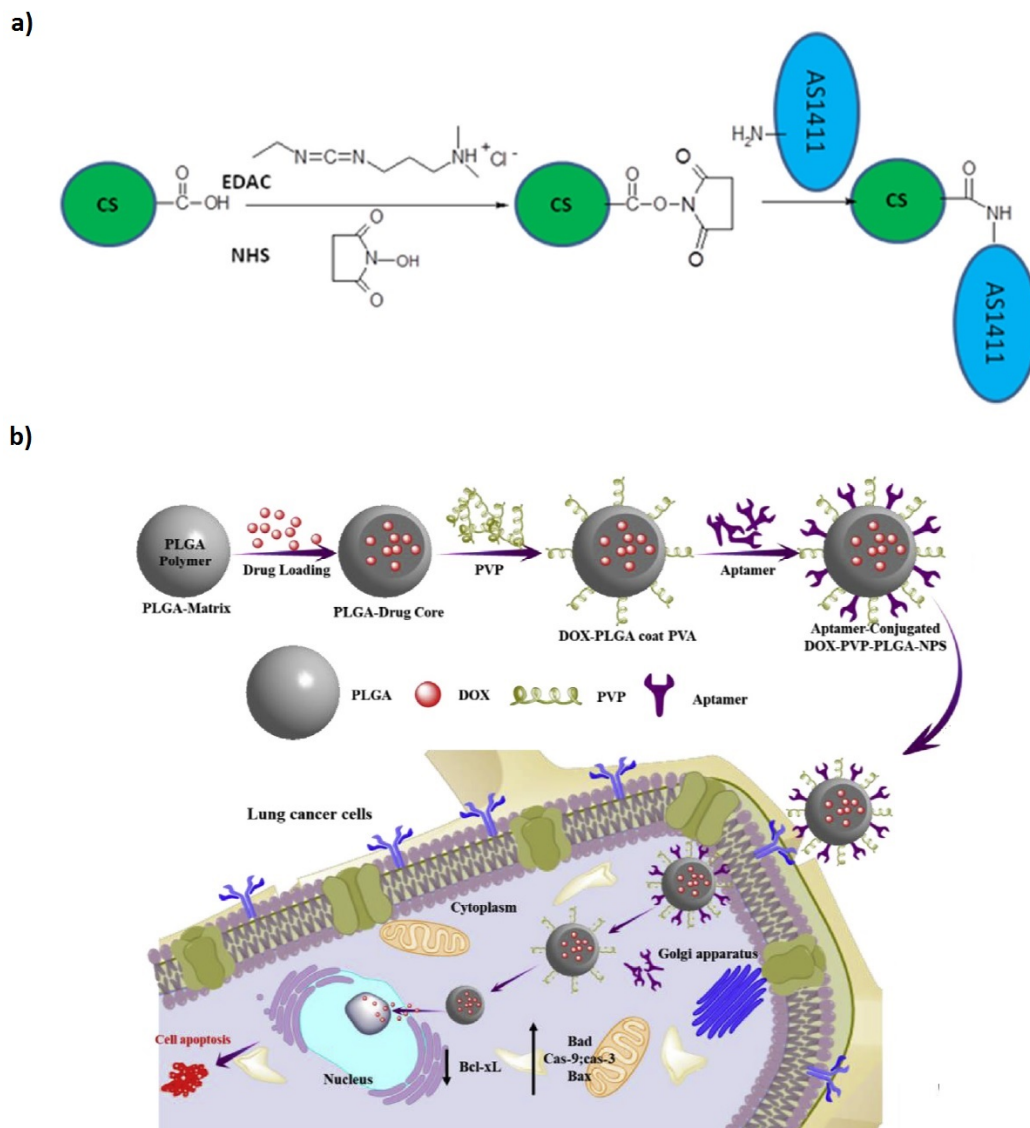 a)
AS1411
H₂N
N=C=N
NH⁺Cl⁻
O
CS
OH
EDAC
NHS
O
N-OH
O
CS
O
O
O
N
O
CS
O
NH
AS1411
b)
PLGA
Polymer
PLGA-Matrix
Drug Loading
PLGA-Drug Core
PVP
DOX-PLGA coat PVA
Aptamer
Aptamer-Conjugated
DOX-PVP-PLGA-NPS
PLGA
DOX
PVP
Aptamer
Lung cancer cells
Cytoplasm
Golgi apparatus
Cell apoptosis
Nucleus
Bcl-xL
Bad
Cas-9;cas-3
Bax